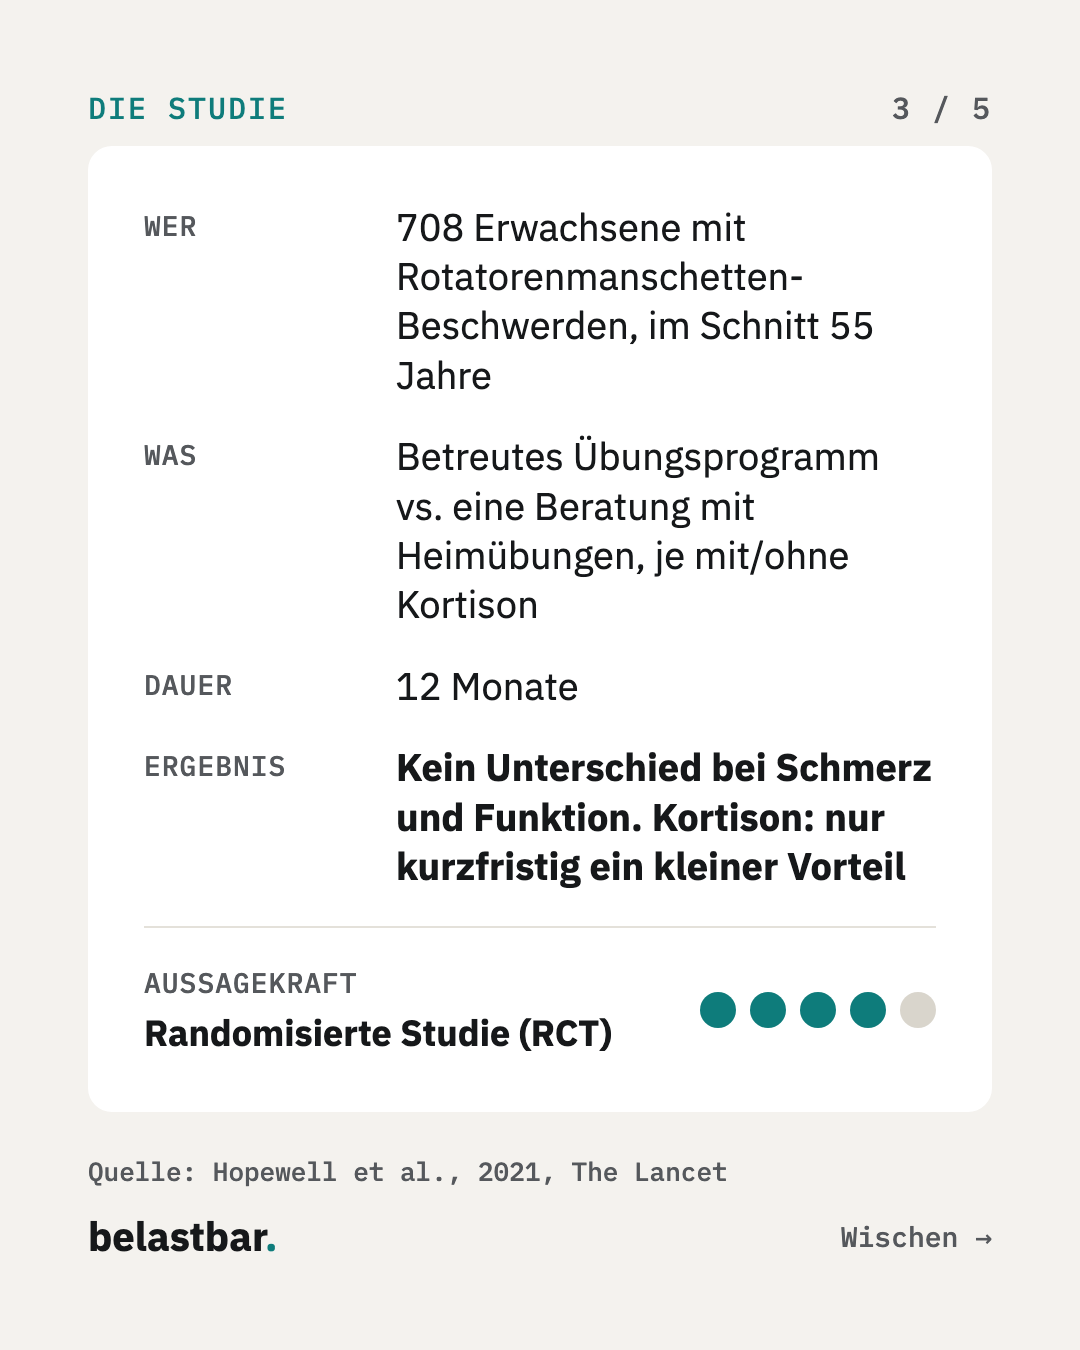 DIE STUDIE
3 / 5
WER
708 Erwachsene mit
Rotatorenmanschetten-
Beschwerden, im Schnitt 55
Jahre
WAS
Betreutes Übungsprogramm
vs. eine Beratung mit
Heimübungen, je mit/ohne
Kortison
DAUER
12 Monate
ERGEBNIS
Kein Unterschied bei Schmerz
und Funktion. Kortison: nur
kurzfristig ein kleiner Vorteil
AUSSAGEKRAFT
Randomisierte Studie (RCT)
Quelle: Hopewell et al., 2021, The Lancet
belastbar.
Wischen →